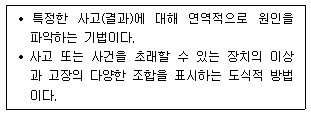 • 특정한 사고(결과)에 대해 연역적으로 원인을
파악하는 기법이다.
• 사고 또는 사건을 초래할 수 있는 장치의 이상
과 고장의 다양한 조합을 표시하는 도식적 방법
이다.